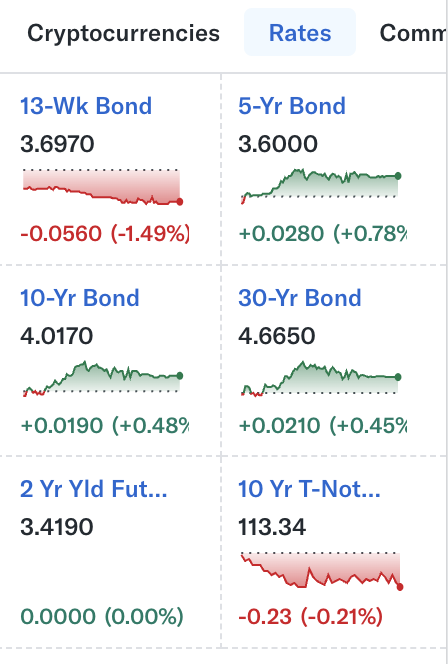 Cryptocurrencies Rates Comm
13-Wk Bond
3.6970
-0.0560 (-1.49%)
5-Yr Bond
3.6000
+0.0280 (+0.78%
10-Yr Bond
4.0170
+0.0190 (+0.48%
30-Yr Bond
4.6650
+0.0210 (+0.45%
2 Yr Yld Fut...
3.4190
0.0000 (0.00%)
10 Yr T-Not...
113.34
-0.23 (-0.21%)